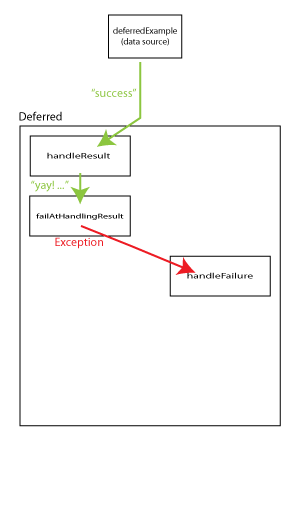 deferredExample
(data source)
"success"
Deferred
handleResult
"yay! ..."
failAtHandlingResult
Exception
handleFailure